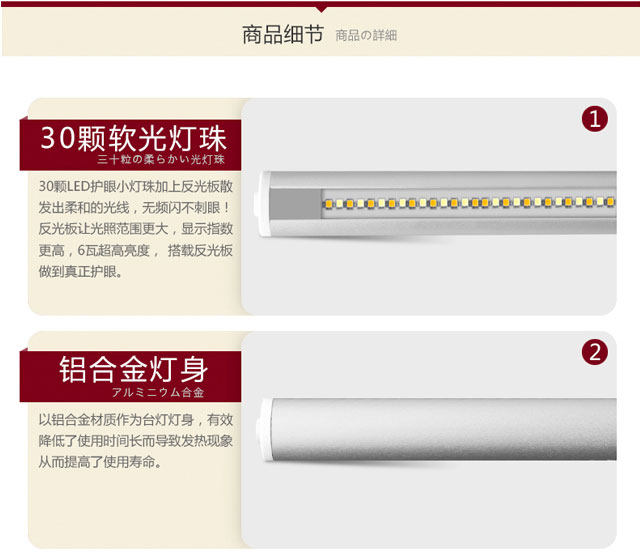 商品细节 商品の詳細
1
30颗软光灯珠
三十粒の柔らかい光灯珠
30颗LED护眼小灯珠加上反光板散
发出柔和的光线，无频闪不刺眼！
反光板让光照范围更大，显示指数
更高，6瓦超高亮度， 搭载反光板
做到真正护眼。
2
铝合金灯身
アルミニウム合金
以铝合金材质作为台灯灯身，有效
降低了使用时间长而导致发热现象
从而提高了使用寿命。